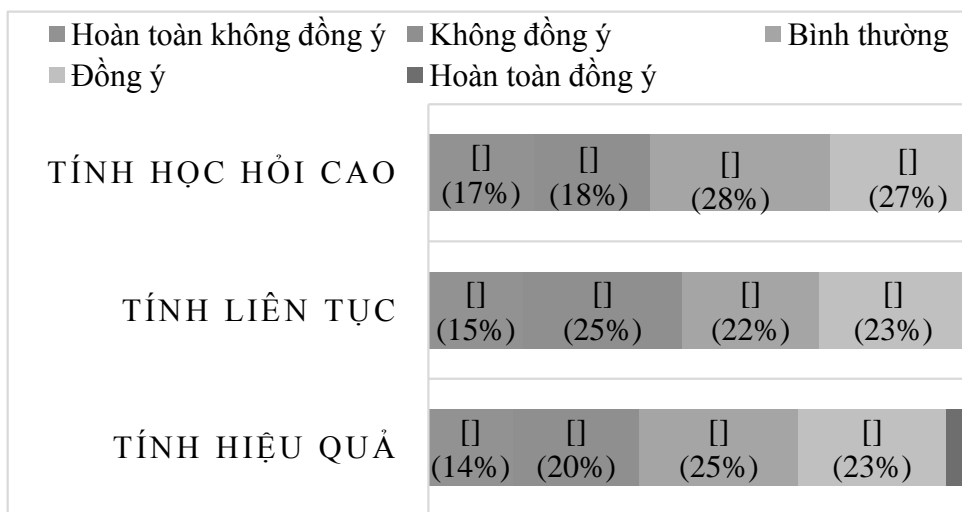 Hoàn toàn không đồng ý Không đồng ý Bình thường
Đồng ý Hoàn toàn đồng ý
TÍNH HỌC HỎI CAO
[] [] [] []
(17%) (18%) (28%) (27%)
TÍNH LIÊN TỤC
[] [] [] []
(15%) (25%) (22%) (23%)
TÍNH HIỆU QUẢ
[] [] [] []
(14%) (20%) (25%) (23%)